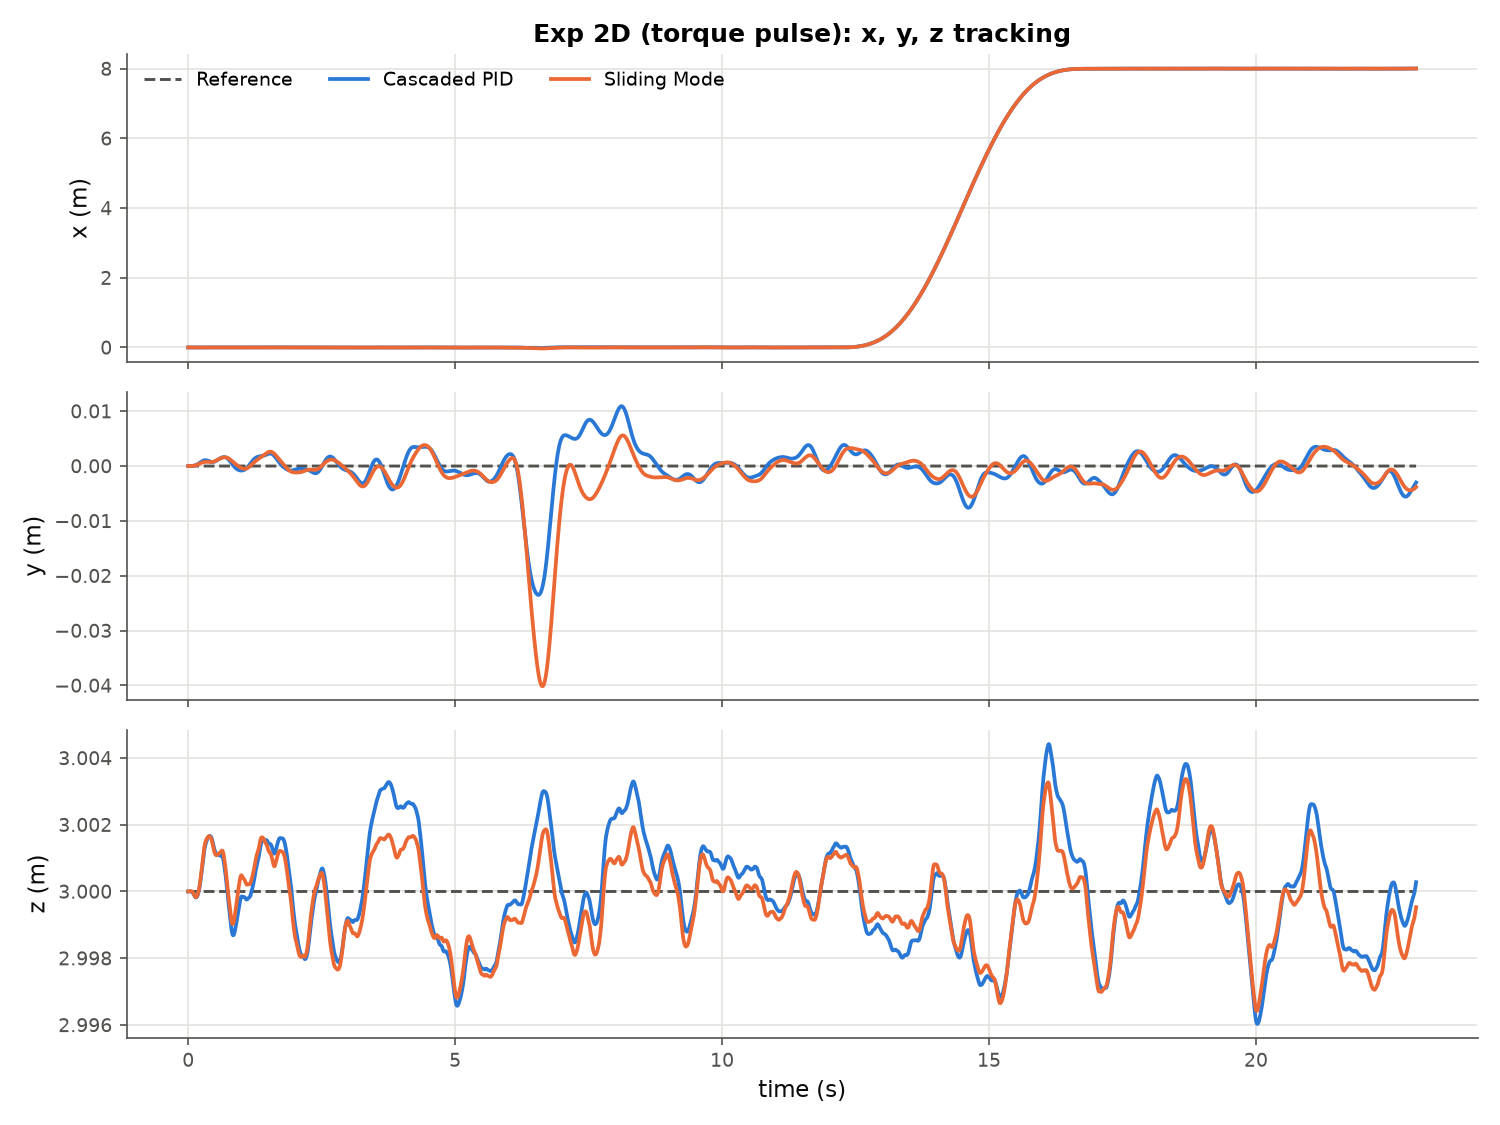 Exp 2D (torque pulse): x, y, z tracking
Reference
Cascaded PID
Sliding Mode
8
6
4
2
0
x (m)
0.01
0.00
−0.01
−0.02
−0.03
−0.04
y (m)
3.004
3.002
3.000
2.998
2.996
z (m)
0
5
10
15
20
time (s)